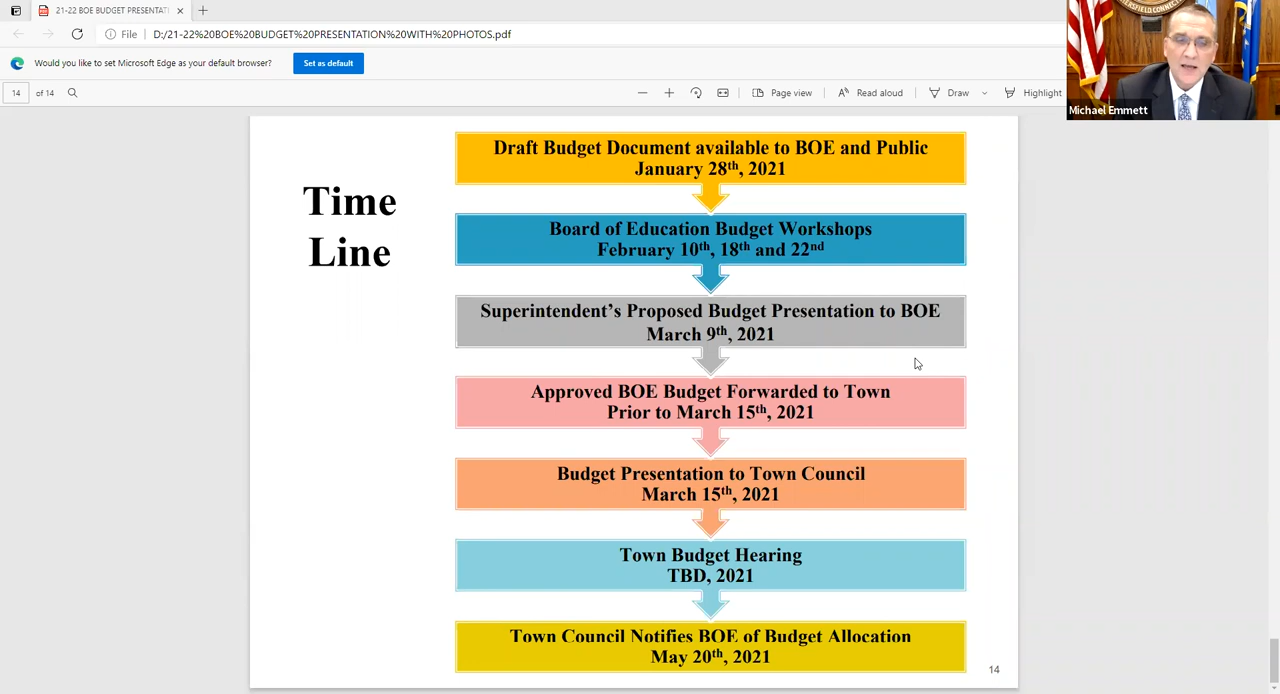 21-22 BOE BUDGET PRESENTATI
File D:/21-22%20BOE%20BUDGET%20PRESENTATION%20WITH%20PHOTOS.pdf
Would you like to set Microsoft Edge as your default browser? Set as default
14 of 14 Page view Read aloud Draw Highlight
ERSFIELD CONNEC
Michael Emmett
Time
Line
Draft Budget Document available to BOE and Public
January 28th, 2021
Board of Education Budget Workshops
February 10th, 18th and 22nd
Superintendent's Proposed Budget Presentation to BOE
March 9th, 2021
Approved BOE Budget Forwarded to Town
Prior to March 15th, 2021
Budget Presentation to Town Council
March 15th, 2021
Town Budget Hearing
TBD, 2021
Town Council Notifies BOE of Budget Allocation
May 20th, 2021
14